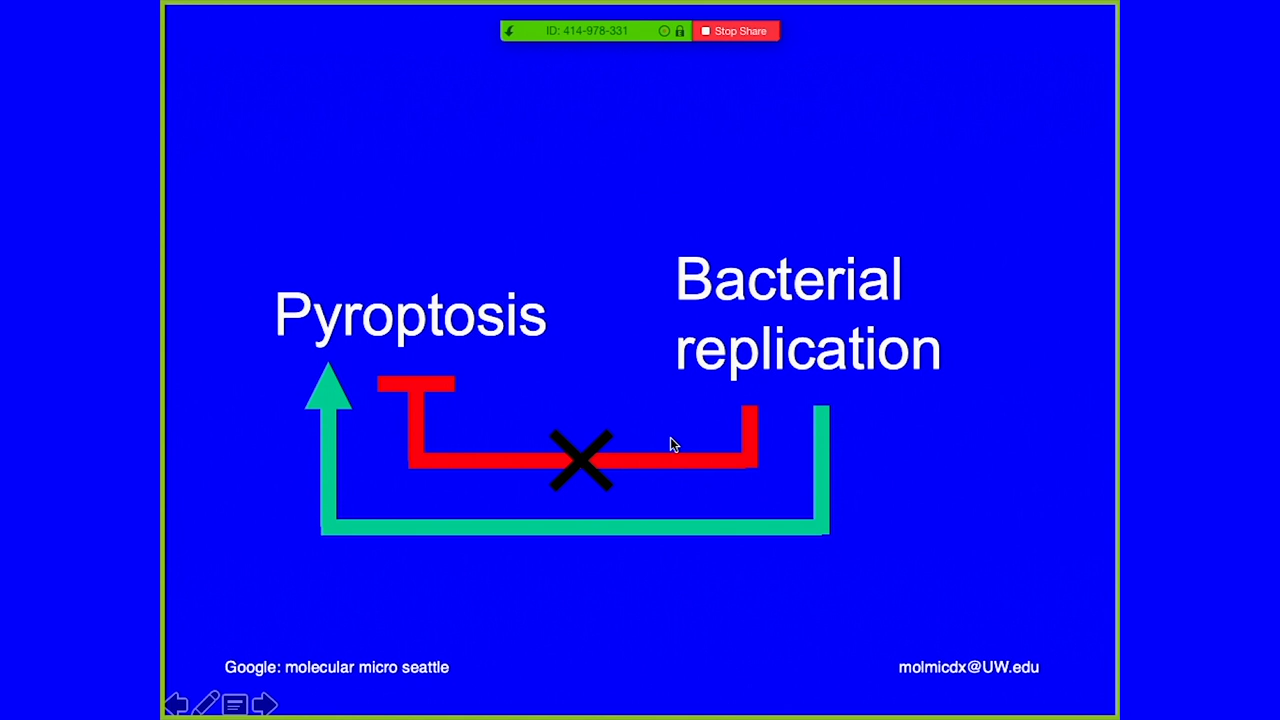 ID: 414-978-331
Stop Share
Pyroptosis
Bacterial
replication
Google: molecular micro seattle
molmicdx@UW.edu